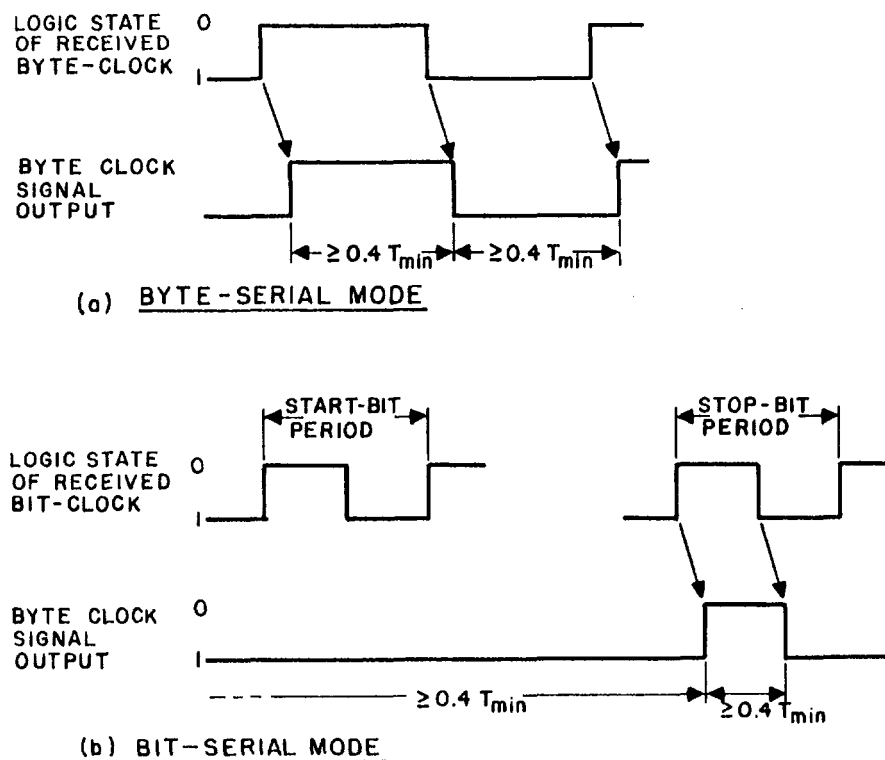 LOGIC STATE
OF RECEIVED
BYTE-CLOCK
0
1
BYTE CLOCK
SIGNAL
OUTPUT
≥ 0.4 Tmin
≥ 0.4 Tmin
(a) BYTE-SERIAL MODE
START-BIT
PERIOD
STOP-BIT
PERIOD
LOGIC STATE
OF RECEIVED
BIT-CLOCK
0
1
BYTE CLOCK
SIGNAL
OUTPUT
0
1
≥ 0.4 Tmin
≥ 0.4 Tmin
(b) BIT-SERIAL MODE